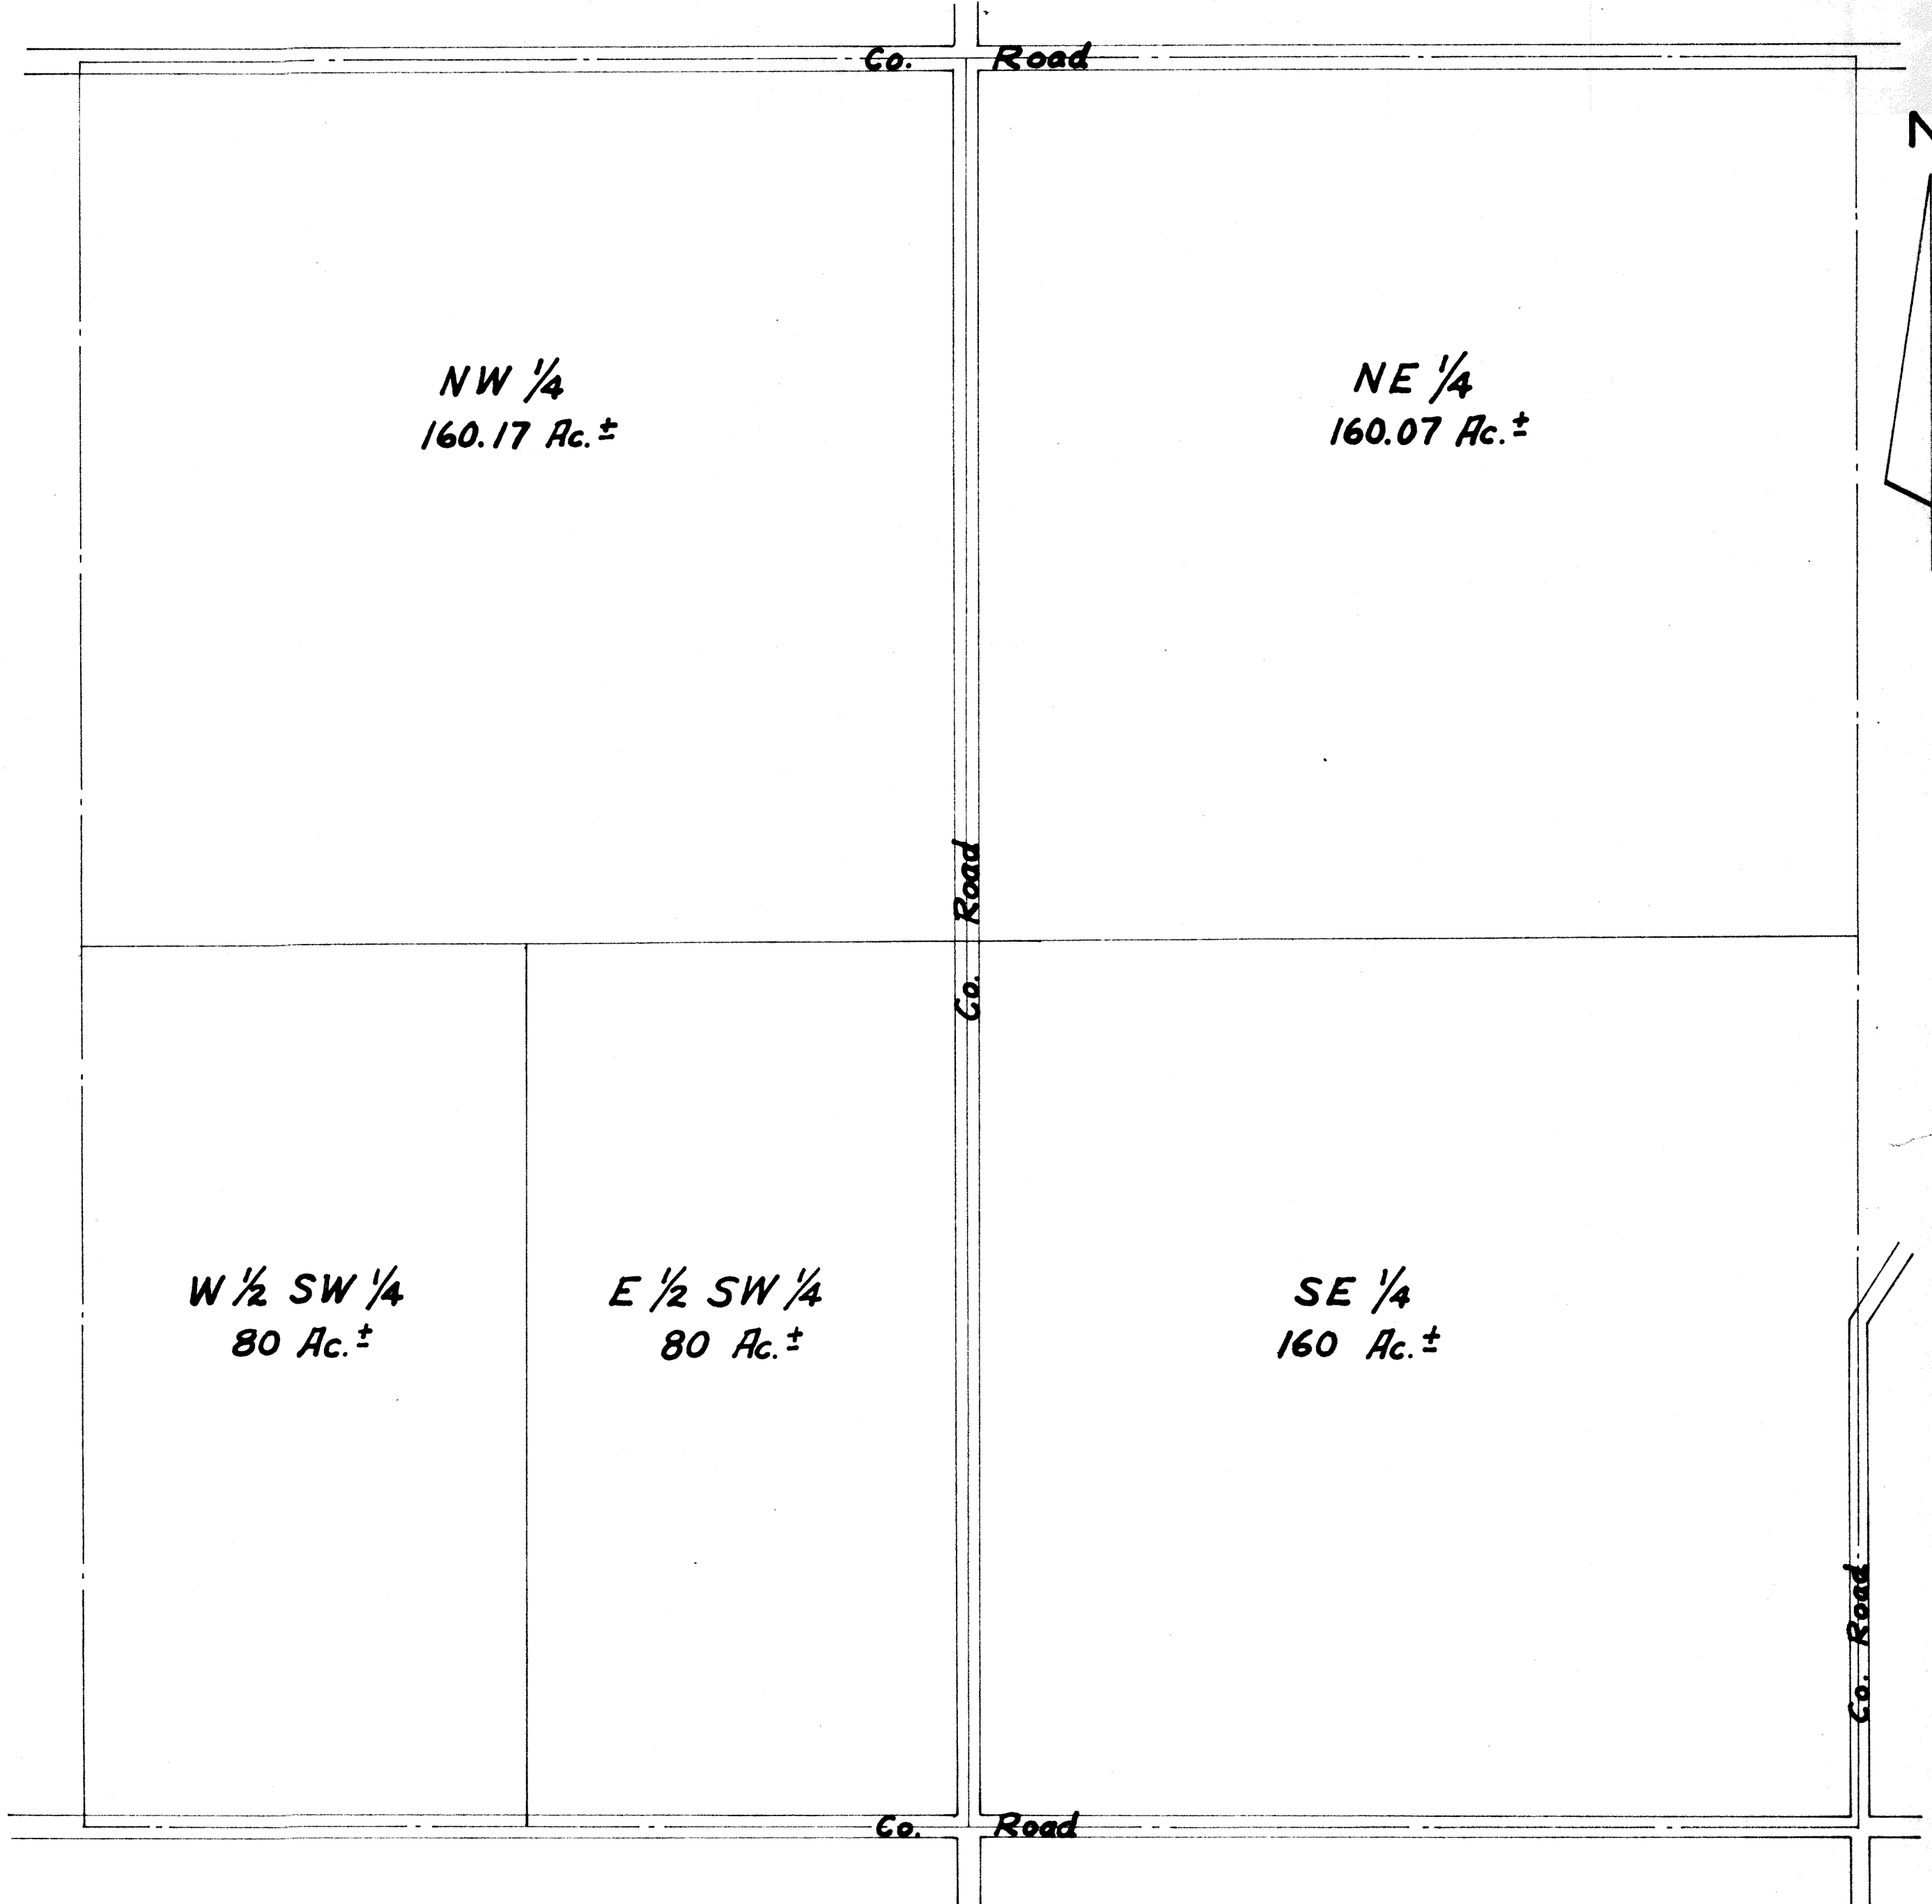 Co. Road
N
NW ¼
160.17 Ac.±
NE ¼
160.07 Ac.±
Co. Road
W ½ SW ¼
80 Ac.±
E ½ SW ¼
80 Ac.±
SE ¼
160 Ac.±
Co. Road
Co. Road